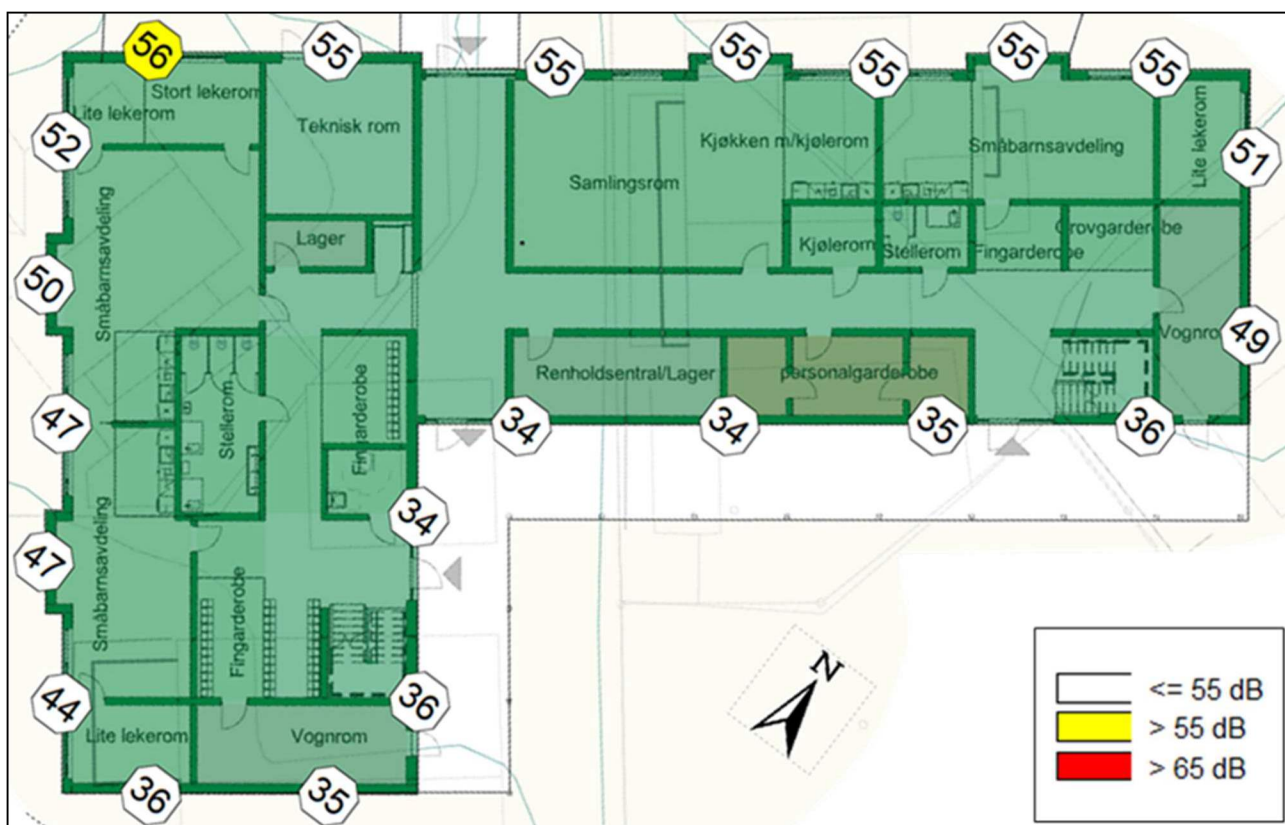 56
55
55
55
55
55
55
Stort lekerom
Lite lekerom
Teknisk rom
52
Kjøkken m/kjølerom
Småbarnsavdeling
Lite lekerom
51
Samlingsrom
Småbarnsavdeling
Lager
Kjølerom
Stellerom
Fingarderobe
Grovgarderobe
50
Vognrom
49
Renholdsentral/Lager
personalgarderobe
Stellerom
Fingarderobe
47
34
34
35
36
34
47
Småbarnsavdeling
Fingarderobe
N
44
36
Lite lekerom
Vognrom
36
35
<= 55 dB
> 55 dB
> 65 dB